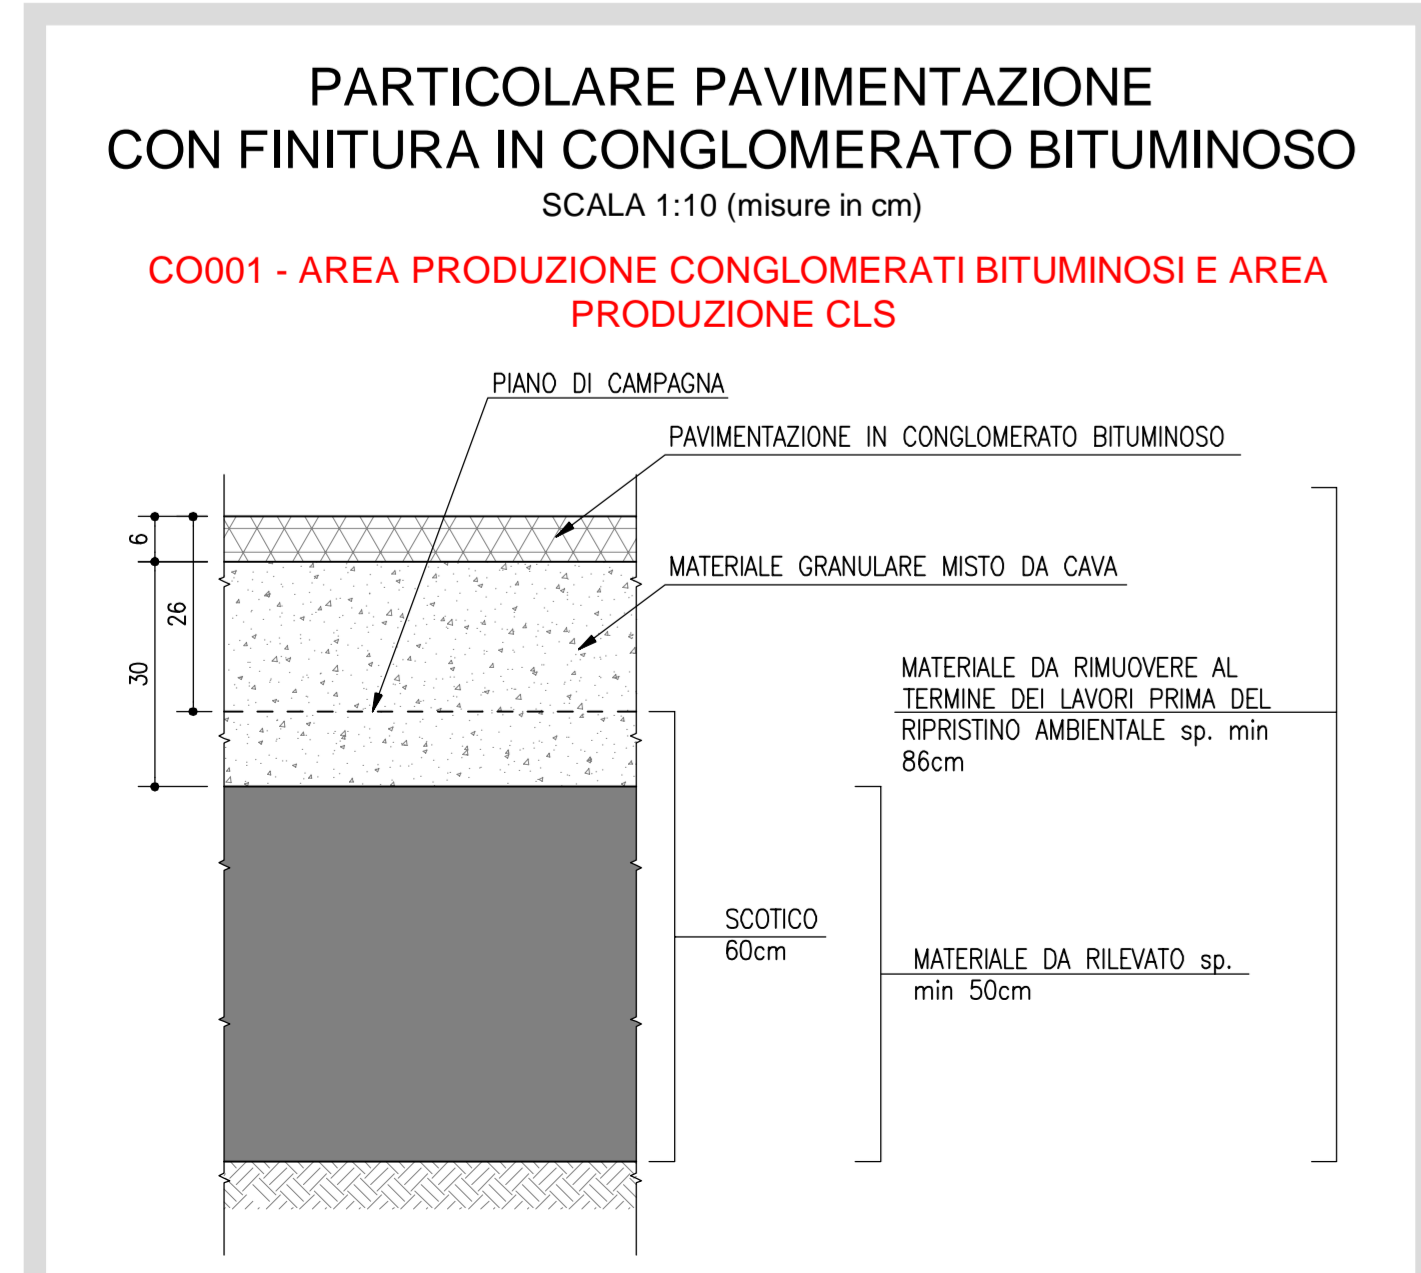 PARTICOLARE PAVIMENTAZIONE
CON FINITURA IN CONGLOMERATO BITUMINOSO
SCALA 1:10 (misure in cm)
CO001 - AREA PRODUZIONE CONGLOMERATI BITUMINOSI E AREA
PRODUZIONE CLS
PIANO DI CAMPAGNA
PAVIMENTAZIONE IN CONGLOMERATO BITUMINOSO
6
MATERIALE GRANULARE MISTO DA CAVA
26
30
MATERIALE DA RIMUOVERE AL
TERMINE DEI LAVORI PRIMA DEL
RIPRISTINO AMBIENTALE sp. min
86cm
SCOTICO
60cm
MATERIALE DA RILEVATO sp.
min 50cm